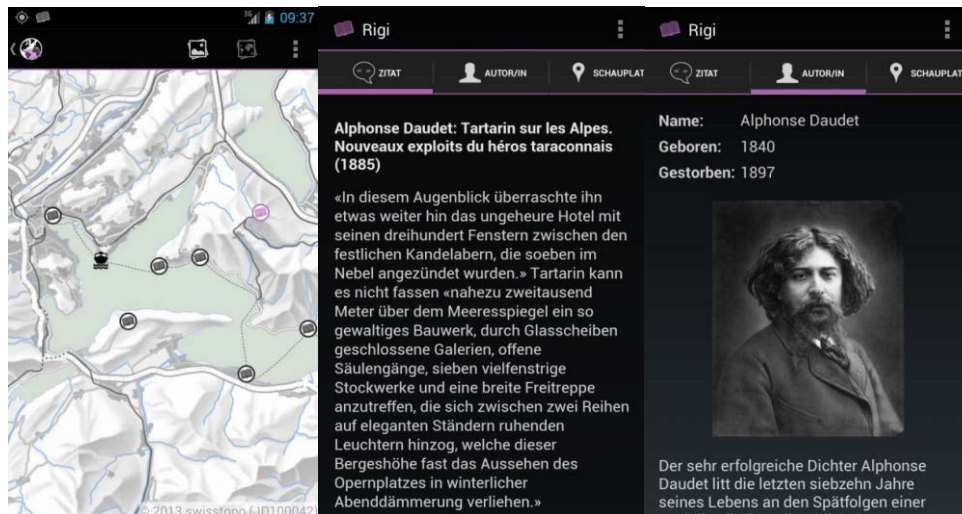 3G 09:37
© 2013 swisstopo (JD100042)
Rigi
ZITAT AUTOR/IN SCHAUPLAT
Alphonse Daudet: Tartarin sur les Alpes.
Nouveaux exploits du héros taraconnais
(1885)
«In diesem Augenblick überraschte ihn
etwas weiter hin das ungeheure Hotel mit
seinen dreihundert Fenstern zwischen den
festlichen Kandelabern, die soeben im
Nebel angezündet wurden.» Tartarin kann
es nicht fassen «nahezu zweitausend
Meter über dem Meeresspiegel ein so
gewaltiges Bauwerk, durch Glasscheiben
geschlossene Galerien, offene
Säulengänge, sieben vielfenstrige
Stockwerke und eine breite Freitreppe
anzutreffen, die sich zwischen zwei Reihen
auf eleganten Ständern ruhenden
Leuchtern hinzog, welche dieser
Bergeshöhe fast das Aussehen des
Opernplatzes in winterlicher
Abenddämmerung verliehen.»
Rigi
ZITAT AUTOR/IN SCHAUPLAT
Name: Alphonse Daudet
Geboren: 1840
Gestorben: 1897
Der sehr erfolgreiche Dichter Alphonse
Daudet litt die letzten siebzehn Jahre
seines Lebens an den Spätfolgen einer